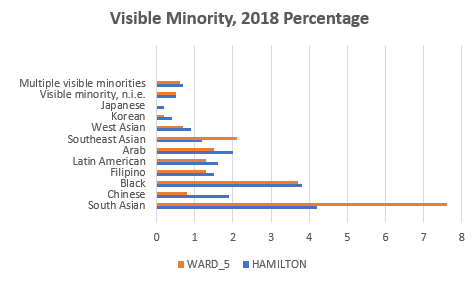 Visible Minority, 2018 Percentage
Multiple visible minorities
Visible minority, n.i.e.
Japanese
Korean
West Asian
Southeast Asian
Arab
Latin American
Filipino
Black
Chinese
South Asian
0 1 2 3 4 5 6 7 8
WARD_5 HAMILTON